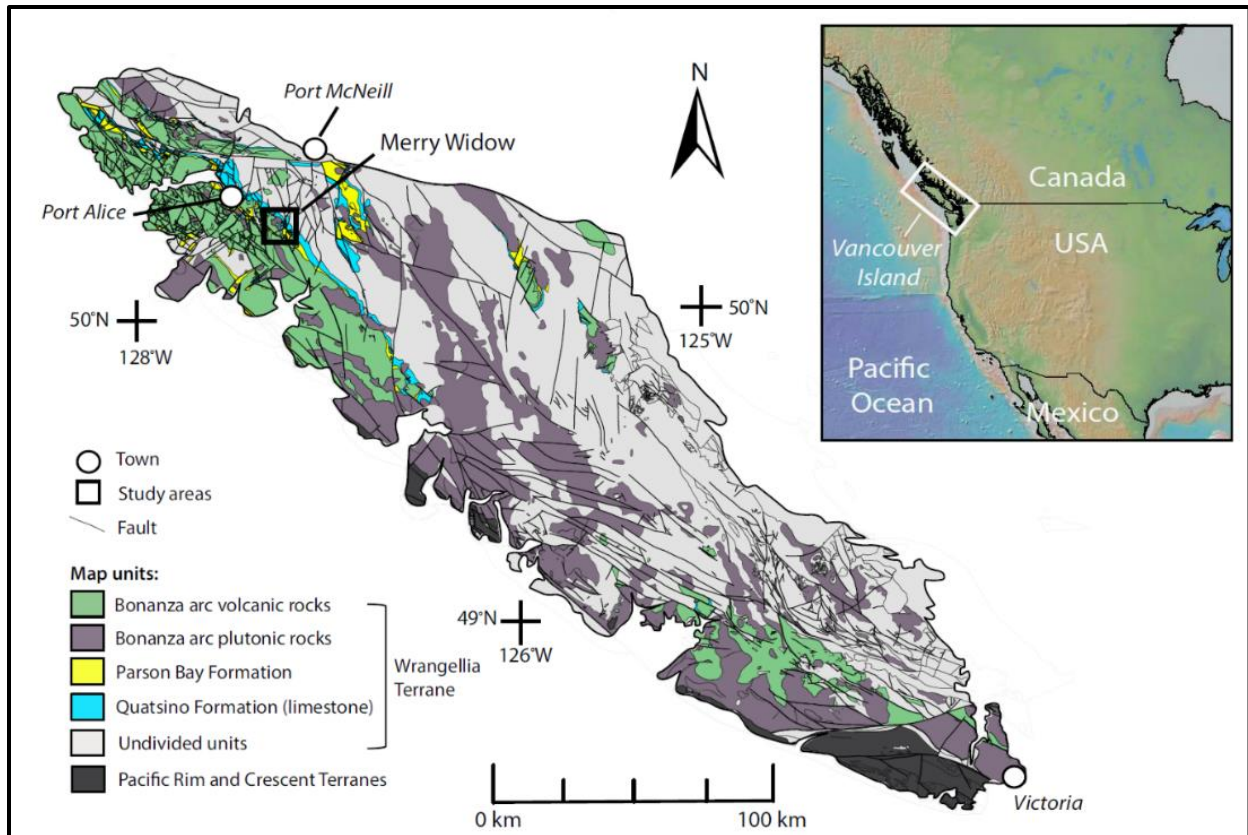 Port McNeill
N
Merry Widow
Port Alice
50°N
128°W
50°N
125°W
49°N
126°W
Town
Study areas
Fault
Map units:
Bonanza arc volcanic rocks
Bonanza arc plutonic rocks
Parson Bay Formation
Quatsino Formation (limestone)
Undivided units
Pacific Rim and Crescent Terranes
Wrangellia
Terrane
0 km
100 km
Victoria
Canada
USA
Vancouver
Island
Pacific
Ocean
Mexico